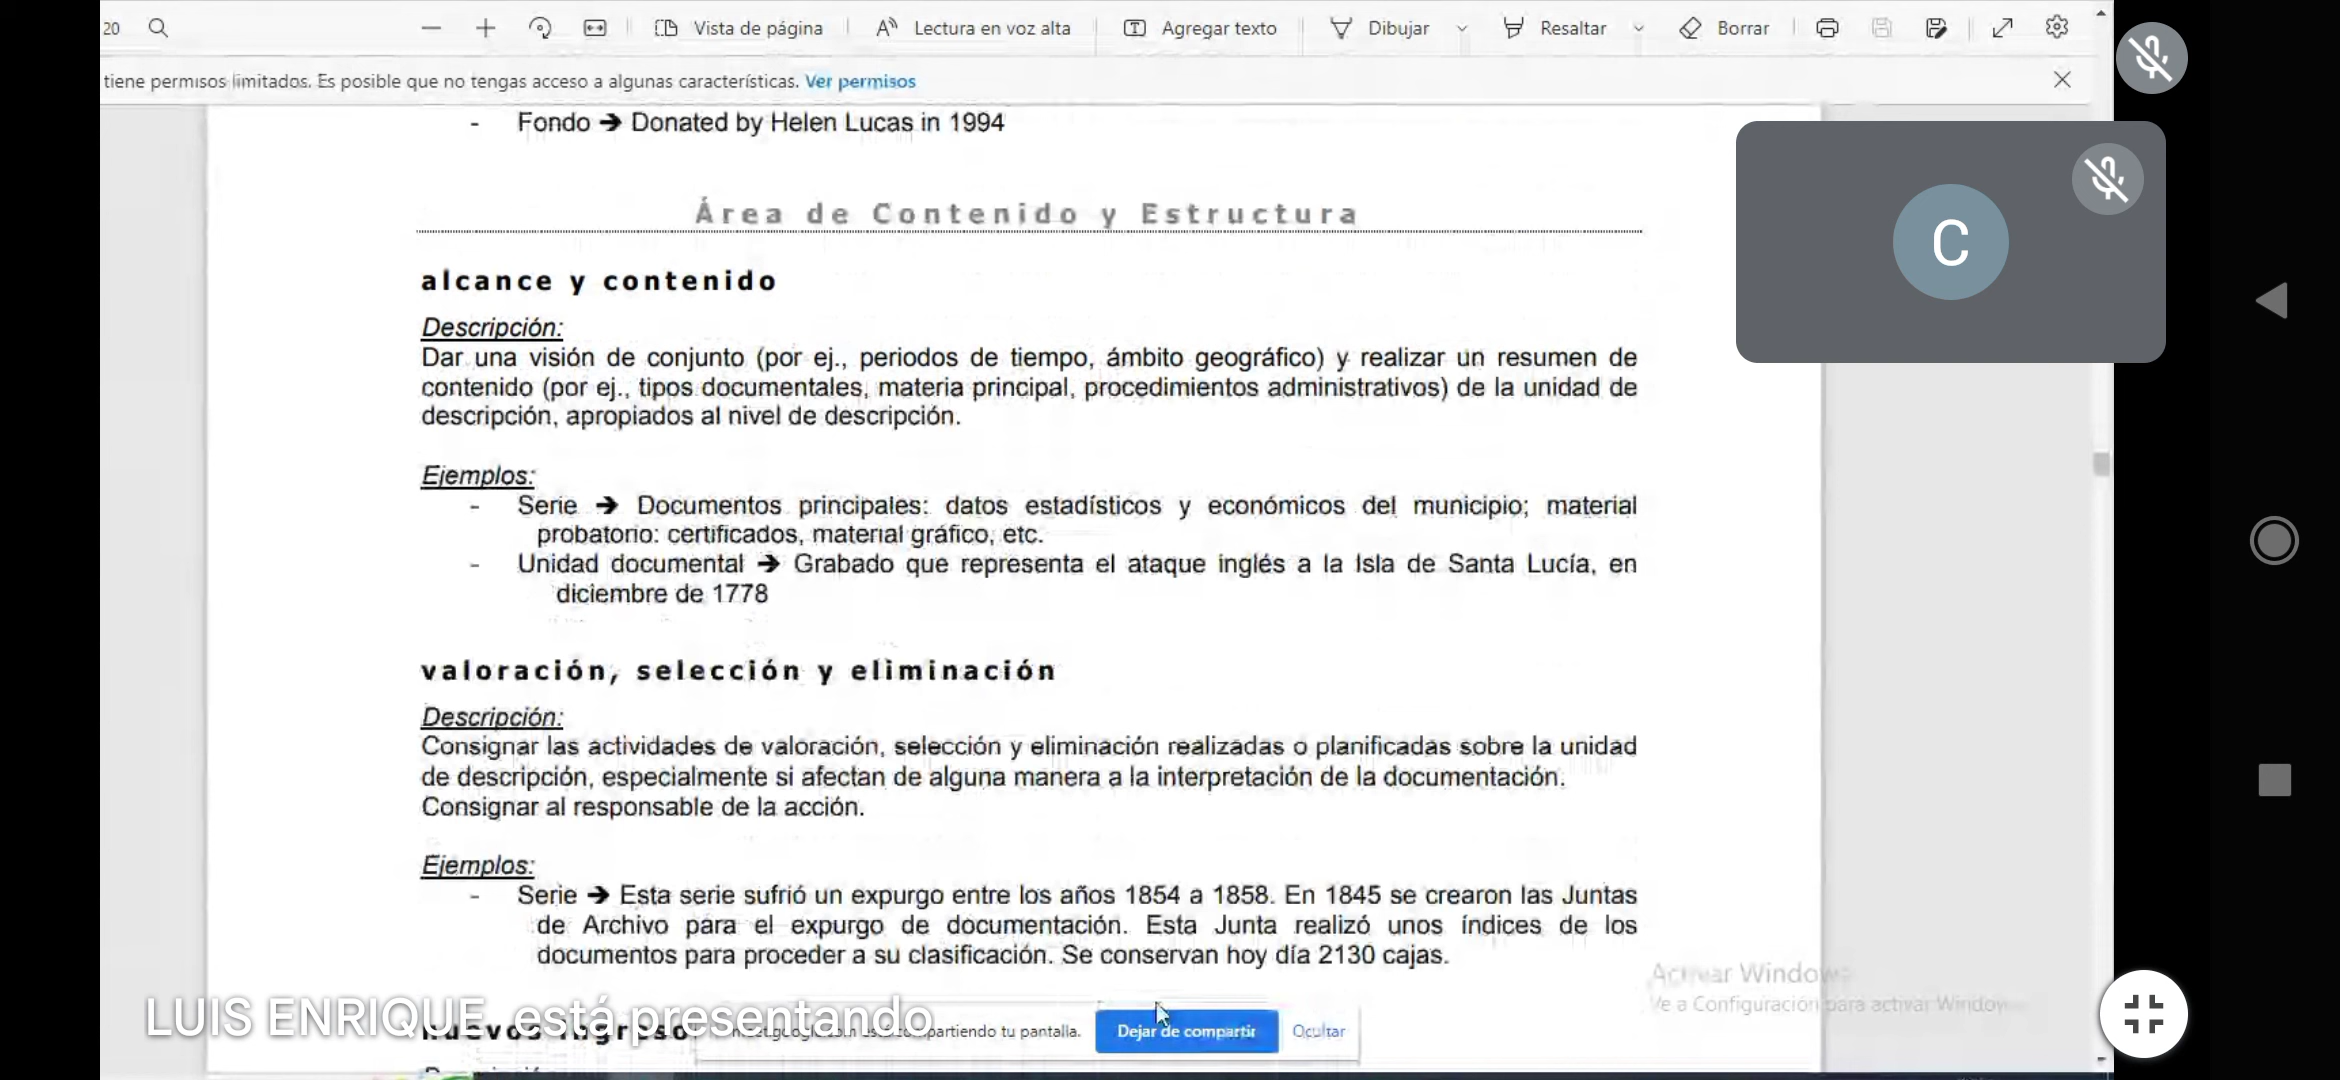 20 Vista de página Lectura en voz alta Agregar texto Dibujar Resaltar Borrar
tiene permisos limitados. Es posible que no tengas acceso a algunas características. Ver permisos
- Fondo ➔ Donated by Helen Lucas in 1994
Área de Contenido y Estructura
C
alcance y contenido
Descripción:
Dar una visión de conjunto (por ej., periodos de tiempo, ámbito geográfico) y realizar un resumen de
contenido (por ej., tipos documentales, materia principal, procedimientos administrativos) de la unidad de
descripción, apropiados al nivel de descripción.
Ejemplos:
- Serie ➔ Documentos principales: datos estadísticos y económicos del municipio; material
probatorio: certificados, material gráfico, etc.
- Unidad documental ➔ Grabado que representa el ataque inglés a la Isla de Santa Lucía, en
diciembre de 1778
valoración, selección y eliminación
Descripción:
Consignar las actividades de valoración, selección y eliminación realizadas o planificadas sobre la unidad
de descripción, especialmente si afectan de alguna manera a la interpretación de la documentación.
Consignar al responsable de la acción.
Ejemplos:
- Serie ➔ Esta serie sufrió un expurgo entre los años 1854 a 1858. En 1845 se crearon las Juntas
de Archivo para el expurgo de documentación. Esta Junta realizó unos índices de los
documentos para proceder a su clasificación. Se conservan hoy día 2130 cajas.
Activar Windows
Ve a Configuración para activar Windows
LUIS ENRIQUE está presentando
nuevos ingreso
tu pantalla. Dejar de compartir Ocultar